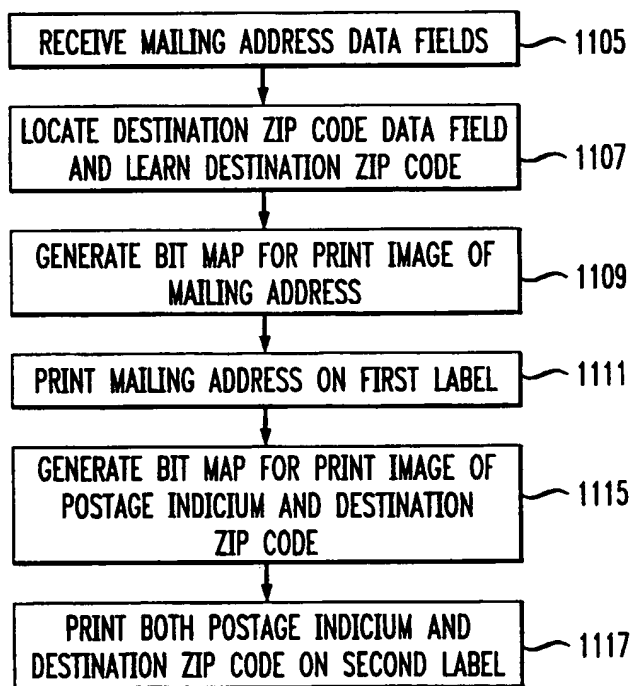 RECEIVE MAILING ADDRESS DATA FIELDS
1105
LOCATE DESTINATION ZIP CODE DATA FIELD
AND LEARN DESTINATION ZIP CODE
1107
GENERATE BIT MAP FOR PRINT IMAGE OF
MAILING ADDRESS
1109
PRINT MAILING ADDRESS ON FIRST LABEL
1111
GENERATE BIT MAP FOR PRINT IMAGE OF
POSTAGE INDICIUM AND DESTINATION
ZIP CODE
1115
PRINT BOTH POSTAGE INDICIUM AND
DESTINATION ZIP CODE ON SECOND LABEL
1117